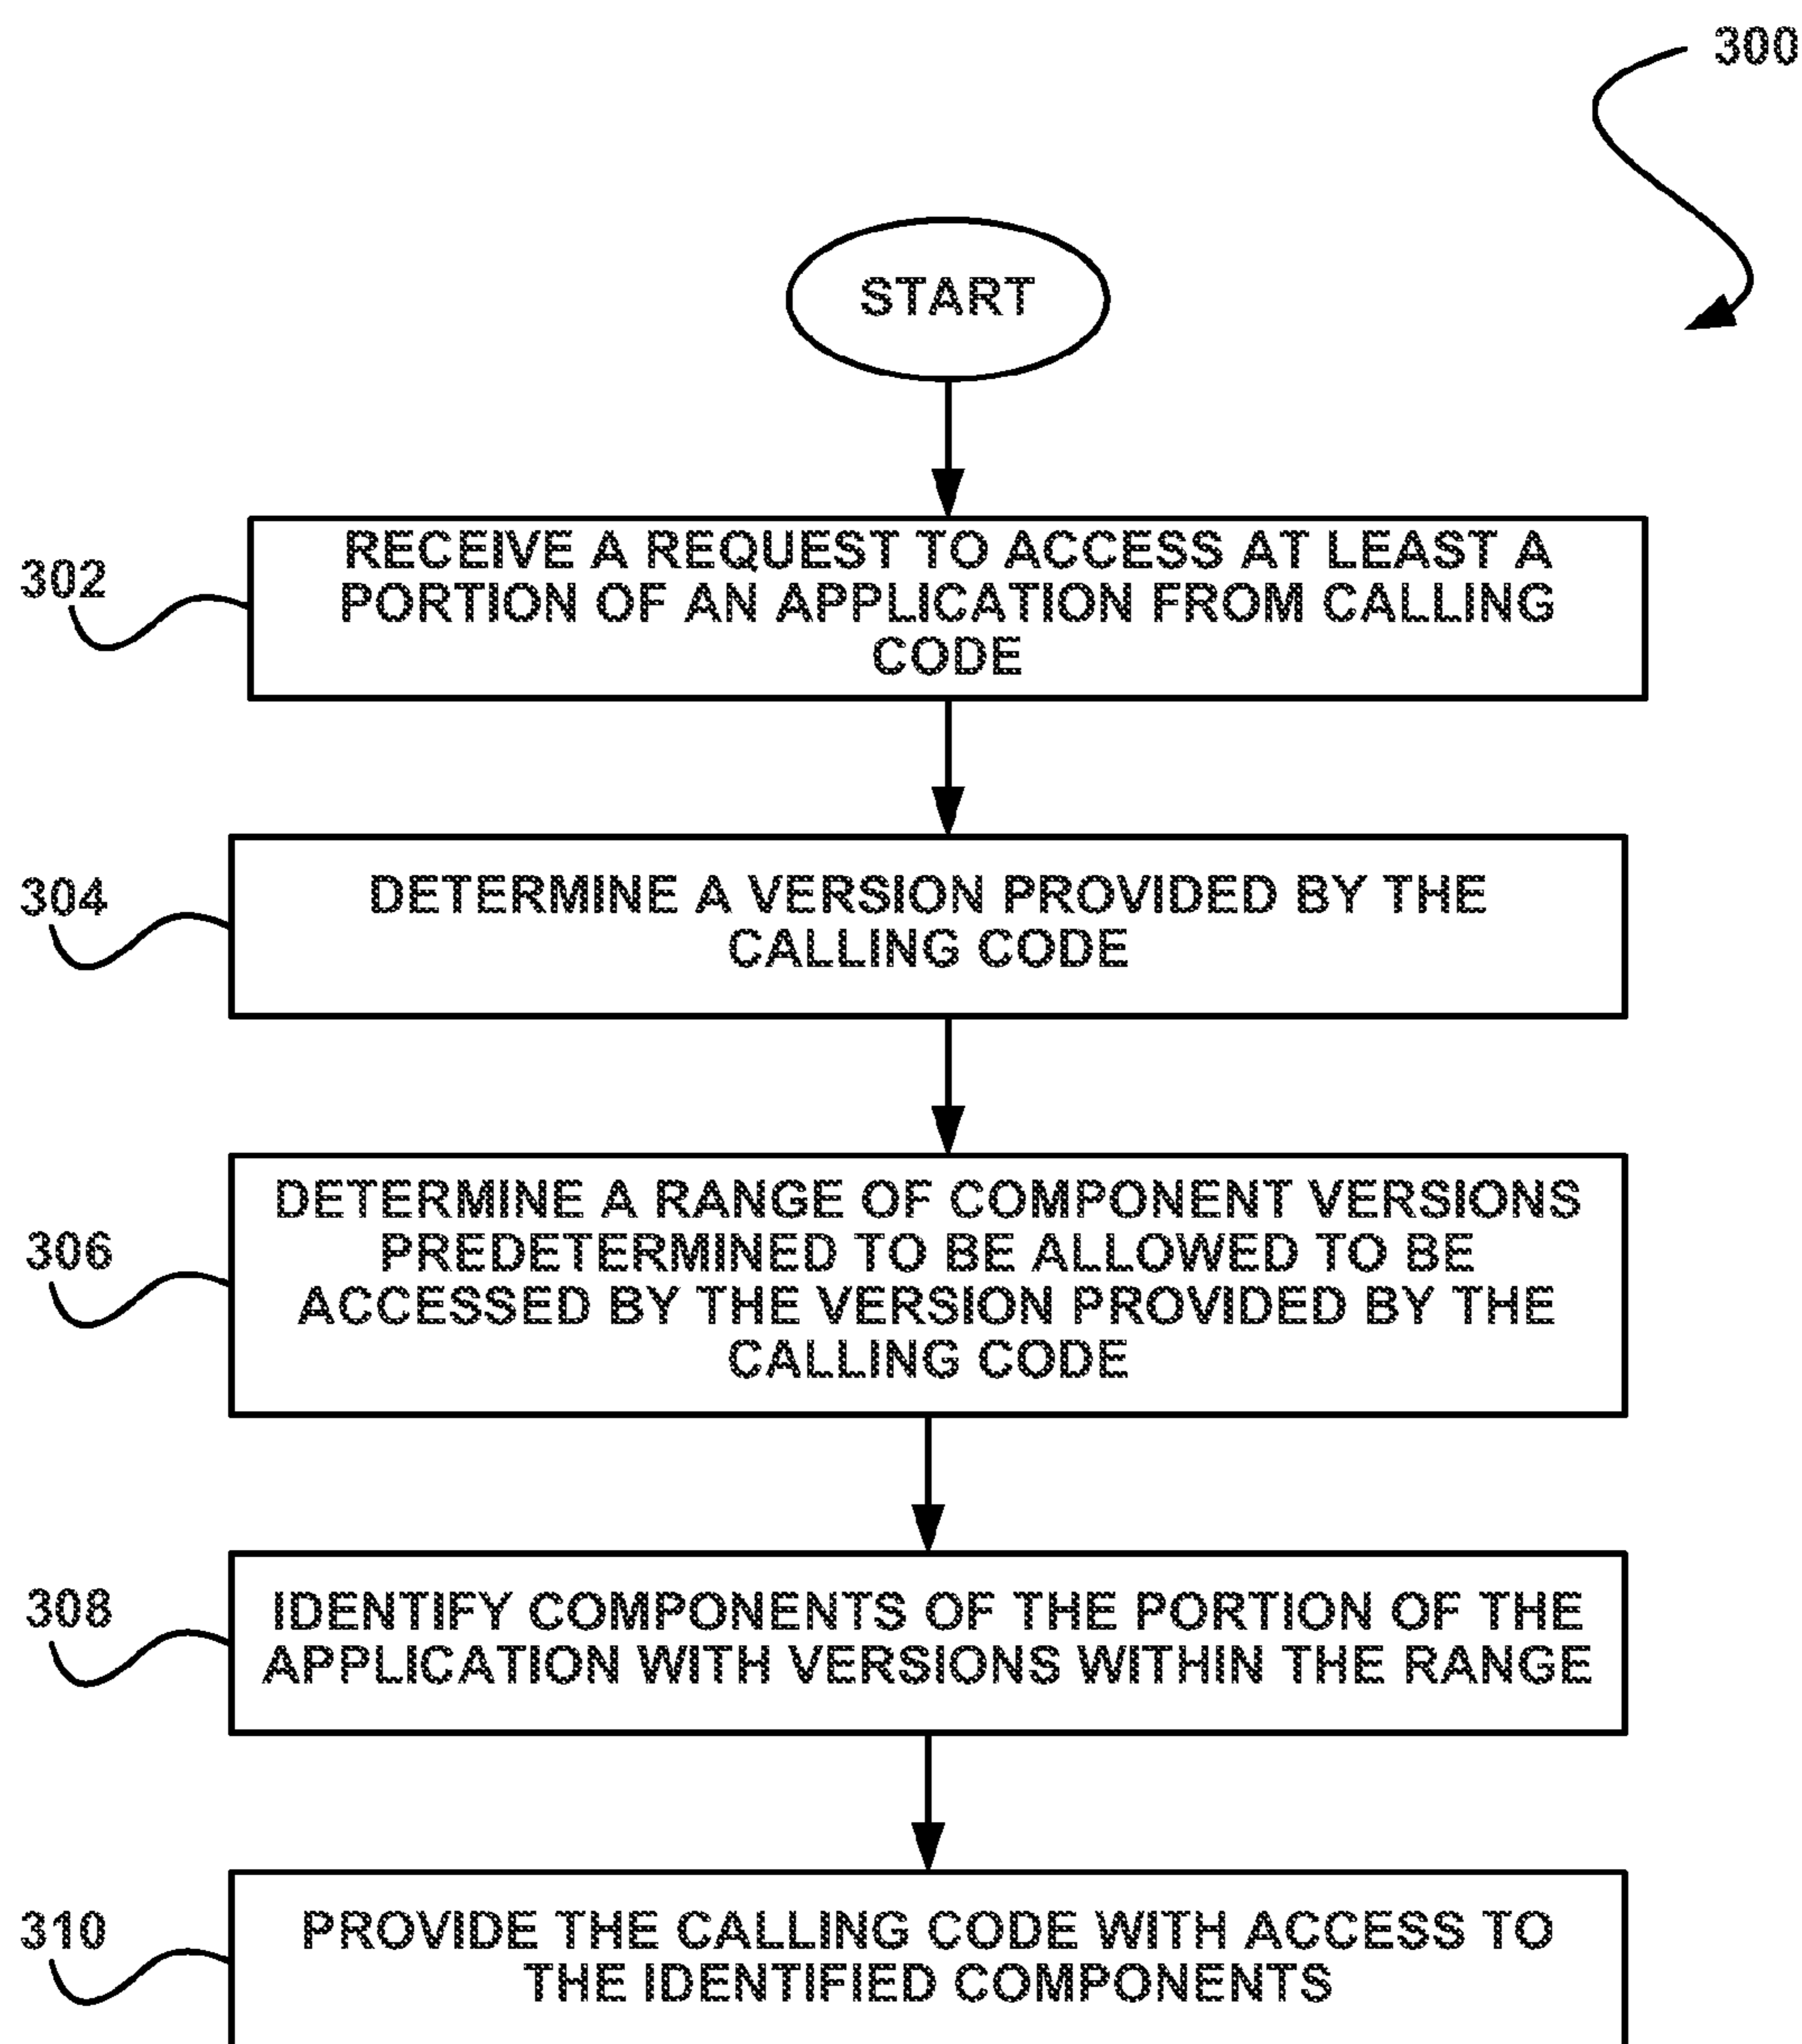 300
START
302
RECEIVE A REQUEST TO ACCESS AT LEAST A
PORTION OF AN APPLICATION FROM CALLING
CODE
304
DETERMINE A VERSION PROVIDED BY THE
CALLING CODE
306
DETERMINE A RANGE OF COMPONENT VERSIONS
PREDETERMINED TO BE ALLOWED TO BE
ACCESSED BY THE VERSION PROVIDED BY THE
CALLING CODE
308
IDENTIFY COMPONENTS OF THE PORTION OF THE
APPLICATION WITH VERSIONS WITHIN THE RANGE
310
PROVIDE THE CALLING CODE WITH ACCESS TO
THE IDENTIFIED COMPONENTS